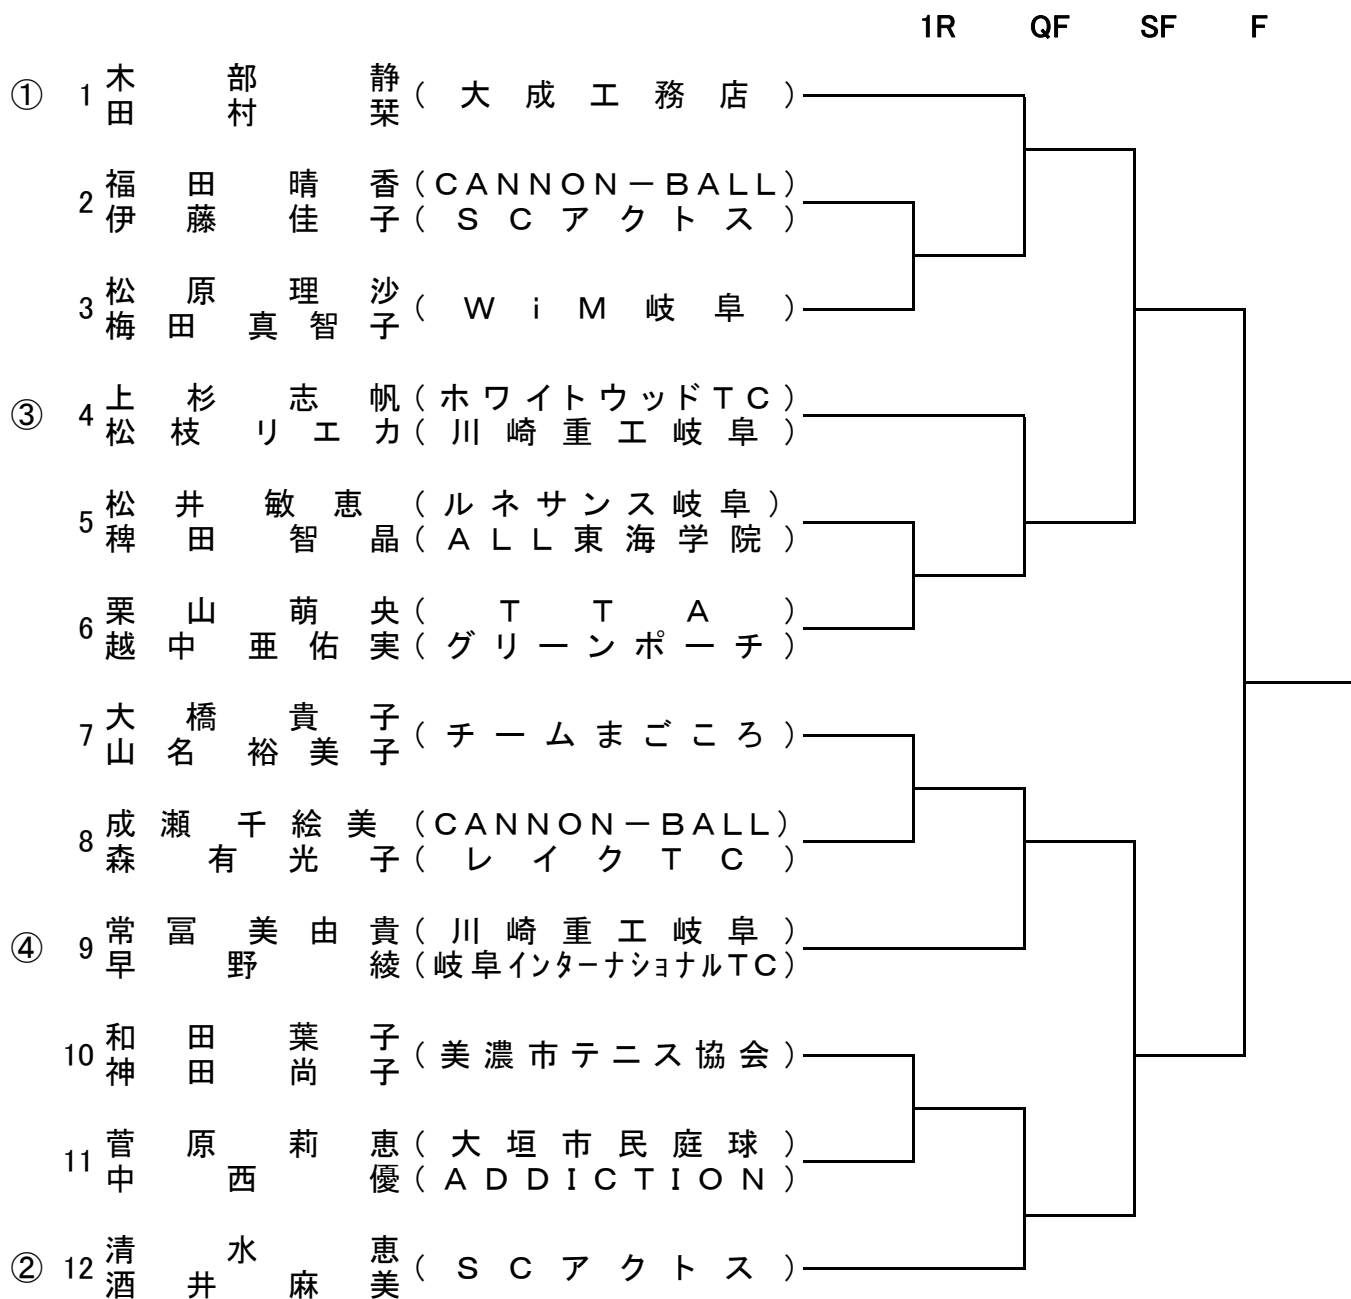 1R QF SF F
① 1 木部静 (大成工務店)
田村栞
2 福田晴香 (CANNON－BALL)
伊藤佳子 (SCアクトス)
3 松原理沙 (WiM岐阜)
梅田真智子
③ 4 上杉志帆 (ホワイトウッドTC)
松枝リエカ (川崎重工岐阜)
5 松井敏恵 (ルネサンス岐阜)
稗田智晶 (ALL東海学院)
6 栗山萌央 (TTA)
越中亜佑実 (グリーンポーチ)
7 大橋貴子 (チームまごころ)
山名裕美子
8 成瀬千絵美 (CANNON－BALL)
森有光子 (レイクTC)
④ 9 常冨美由貴 (川崎重工岐阜)
早野綾 (岐阜インターナショナルTC)
10 和田葉子 (美濃市テニス協会)
神田尚子
11 菅原莉恵 (大垣市民庭球)
中西優 (ADDICTION)
② 12 清水恵 (SCアクトス)
酒井麻美